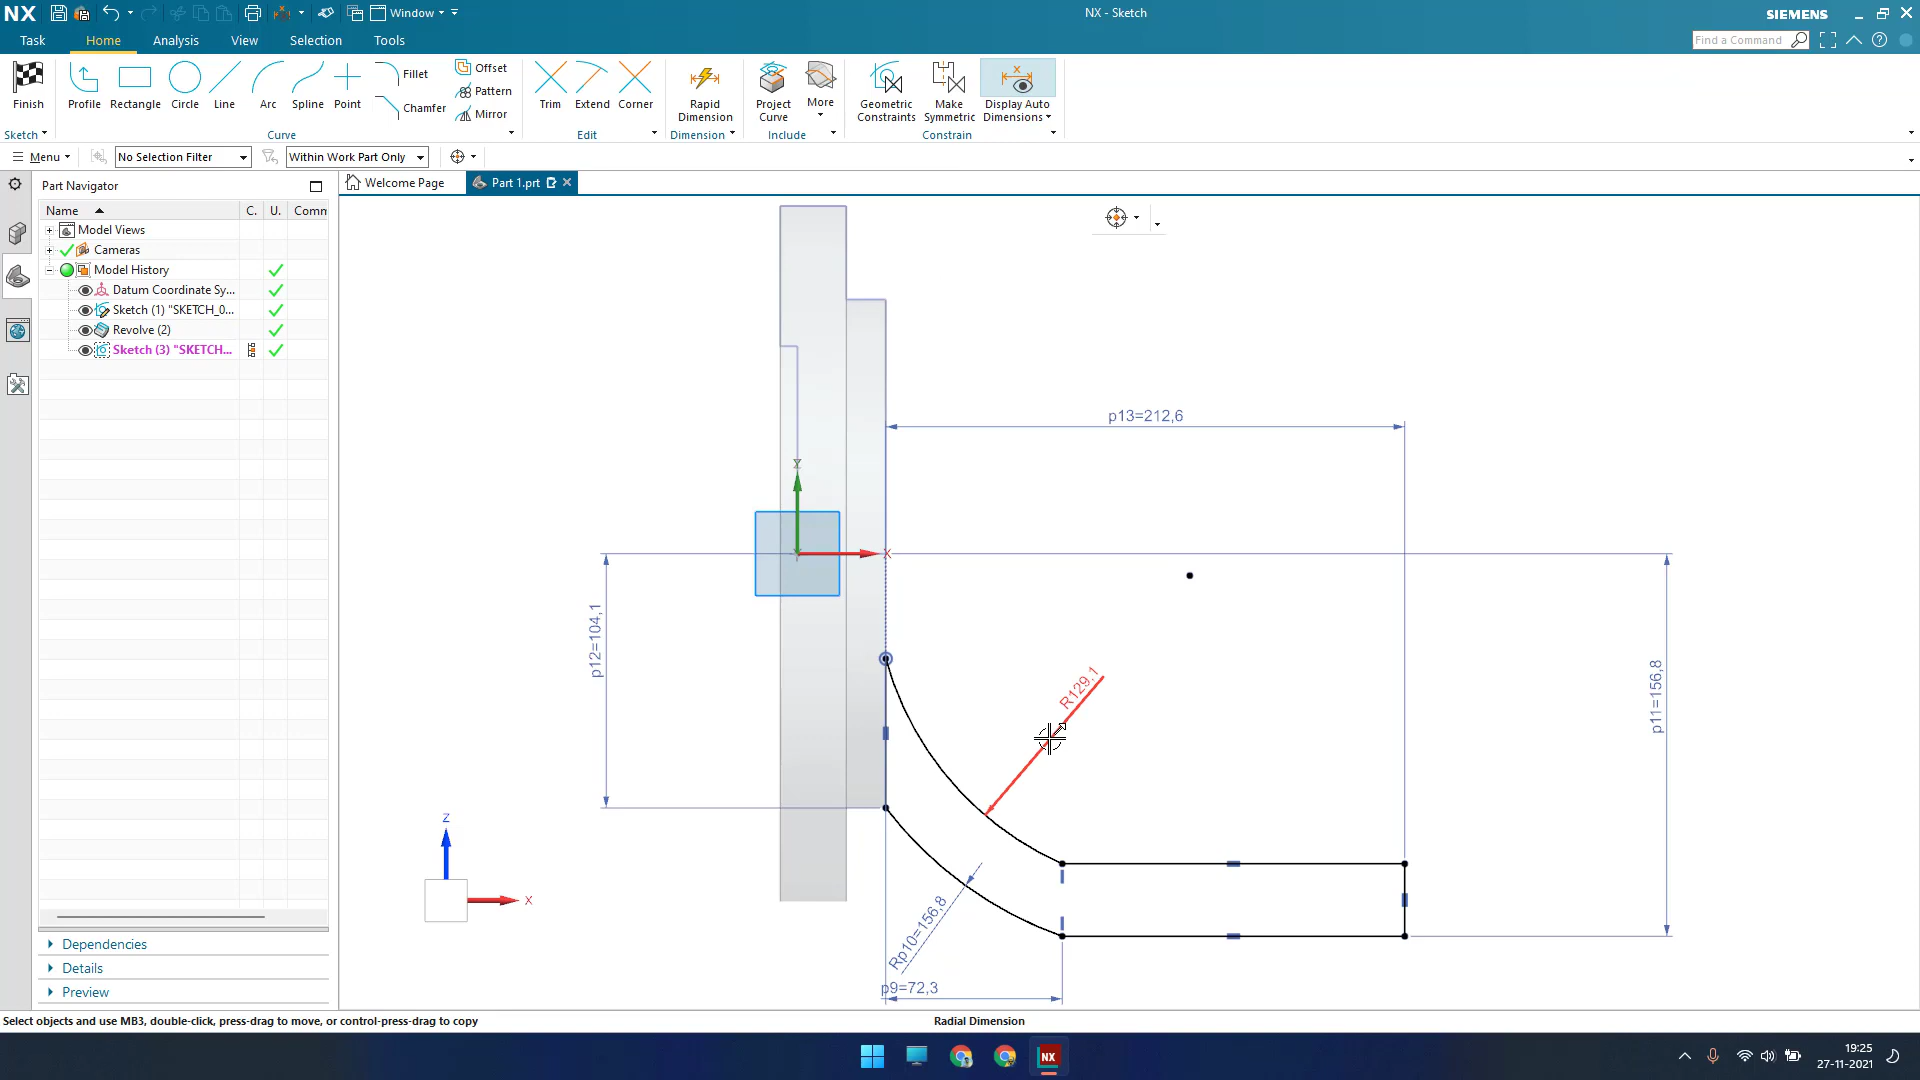 NX
Window
NX - Sketch
SIEMENS
Task
Home
Analysis
View
Selection
Tools
Find a Command
Finish
Profile
Rectangle
Circle
Line
Arc
Spline
Point
Fillet
Chamfer
Offset
Pattern
Mirror
Trim
Extend
Corner
Rapid
Dimension
Project
Curve
More
Geometric
Constraints
Make
Symmetric
Display Auto
Dimensions
Sketch
Curve
Edit
Dimension
Include
Constrain
Menu
No Selection Filter
Within Work Part Only
Part Navigator
Welcome Page
Part 1.prt
Name
C.
U.
Comm
Model Views
Cameras
Model History
Datum Coordinate Sy...
Sketch (1) "SKETCH_0...
Revolve (2)
Sketch (3) "SKETCH...
p13=212,6
Y
X
p12=104,1
R129,1
p11=156,8
Rp10=156,8
p9=72,3
Z
X
Dependencies
Details
Preview
Select objects and use MB3, double-click, press-drag to move, or control-press-drag to copy
Radial Dimension
NX
19:25
27-11-2021